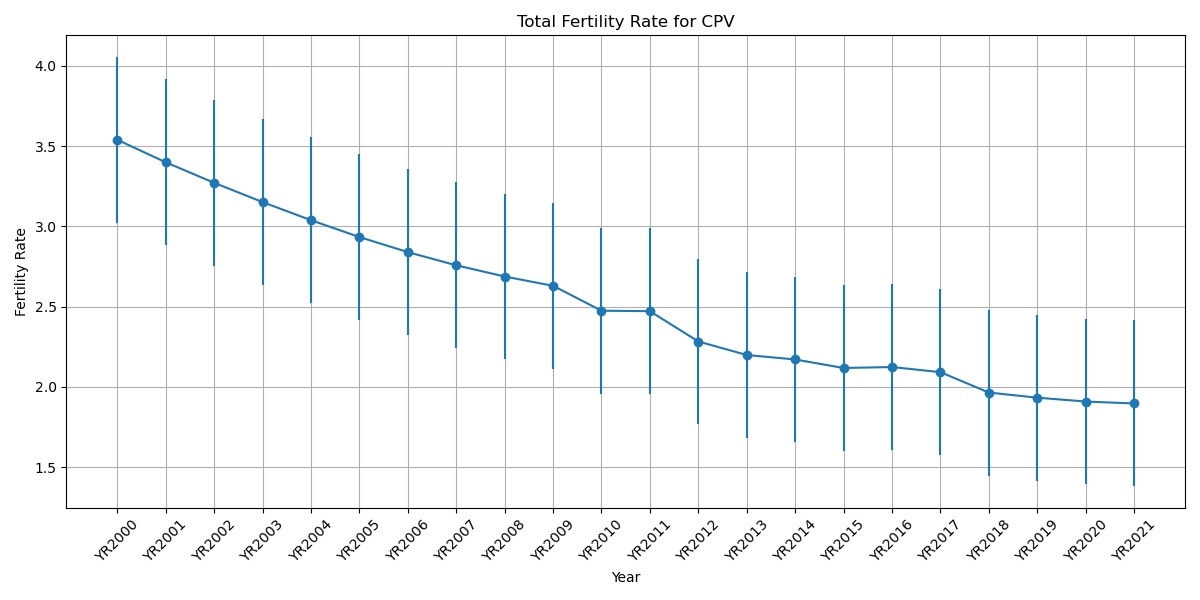 Total Fertility Rate for CPV
Fertility Rate
4.0
3.5
3.0
2.5
2.0
1.5
YR2000
YR2001
YR2002
YR2003
YR2004
YR2005
YR2006
YR2007
YR2008
YR2009
YR2010
YR2011
YR2012
YR2013
YR2014
YR2015
YR2016
YR2017
YR2018
YR2019
YR2020
YR2021
Year